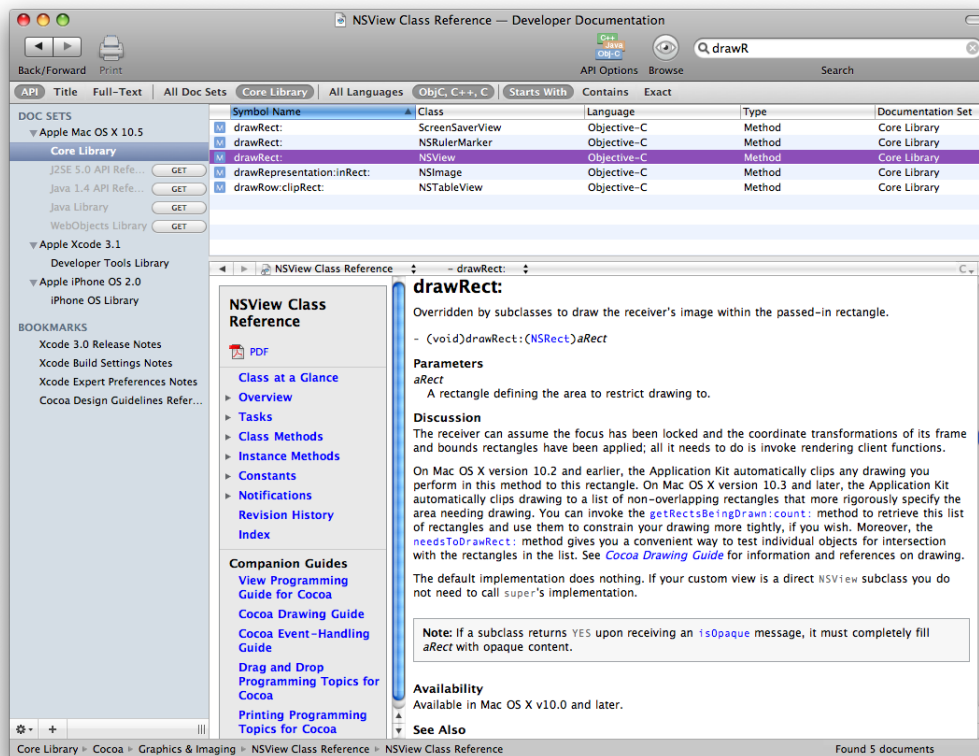 NSView Class Reference — Developer Documentation
C++
Java
Obj-C
drawR
Back/Forward Print API Options Browse Search
API Title Full-Text All Doc Sets Core Library All Languages ObjC, C++, C Starts With Contains Exact
DOC SETS
Apple Mac OS X 10.5
Core Library
J2SE 5.0 API Refe... GET
Java 1.4 API Refe... GET
Java Library GET
WebObjects Library GET
Apple Xcode 3.1
Developer Tools Library
Apple iPhone OS 2.0
iPhone OS Library
BOOKMARKS
Xcode 3.0 Release Notes
Xcode Build Settings Notes
Xcode Expert Preferences Notes
Cocoa Design Guidelines Refer...
Symbol Name Class Language Type Documentation Set
M drawRect: ScreenSaverView Objective-C Method Core Library
M drawRect: NSRulerMarker Objective-C Method Core Library
M drawRect: NSView Objective-C Method Core Library
M drawRepresentation:inRect: NSImage Objective-C Method Core Library
M drawRow:clipRect: NSTableView Objective-C Method Core Library
NSView Class Reference - drawRect: C
NSView Class
Reference
PDF
Class at a Glance
Overview
Tasks
Class Methods
Instance Methods
Constants
Notifications
Revision History
Index
Companion Guides
View Programming
Guide for Cocoa
Cocoa Drawing Guide
Cocoa Event-Handling
Guide
Drag and Drop
Programming Topics for
Cocoa
Printing Programming
Topics for Cocoa
drawRect:
Overridden by subclasses to draw the receiver's image within the passed-in rectangle.
- (void)drawRect:(NSRect)aRect
Parameters
aRect
A rectangle defining the area to restrict drawing to.
Discussion
The receiver can assume the focus has been locked and the coordinate transformations of its frame
and bounds rectangles have been applied; all it needs to do is invoke rendering client functions.
On Mac OS X version 10.2 and earlier, the Application Kit automatically clips any drawing you
perform in this method to this rectangle. On Mac OS X version 10.3 and later, the Application Kit
automatically clips drawing to a list of non-overlapping rectangles that more rigorously specify the
area needing drawing. You can invoke the getRectsBeingDrawn:count: method to retrieve this list
of rectangles and use them to constrain your drawing more tightly, if you wish. Moreover, the
needsToDrawRect: method gives you a convenient way to test individual objects for intersection
with the rectangles in the list. See Cocoa Drawing Guide for information and references on drawing.
The default implementation does nothing. If your custom view is a direct NSView subclass you do
not need to call super's implementation.
Note: If a subclass returns YES upon receiving an isOpaque message, it must completely fill
aRect with opaque content.
Availability
Available in Mac OS X v10.0 and later.
See Also
Core Library Cocoa Graphics & Imaging NSView Class Reference NSView Class Reference Found 5 documents